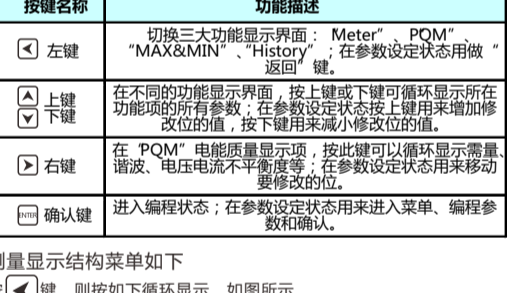 按键名称 功能描述
左键
切换三大功能显示界面： Meter”、PQM”、
“MAX&MIN”、“History”；在参数设定状态用做“
返回”键。
上键
下键
在不同的功能显示界面，按上键或下键可循环显示所在
功能项的所有参数；在参数设定状态按上键用来增加修
改位的值，按下键用来减小修改位的值。
右键
在“PQM”电能质量显示项，按此键可以循环显示需量、
谐波、电压电流不平衡度等；在参数设定状态用来移动
要修改的位。
ENTER 确认键
进入编程状态；在参数设定状态用来进入菜单、编程参
数和确认。
测量显示结构菜单如下
键，则按如下循环显示，如图所示